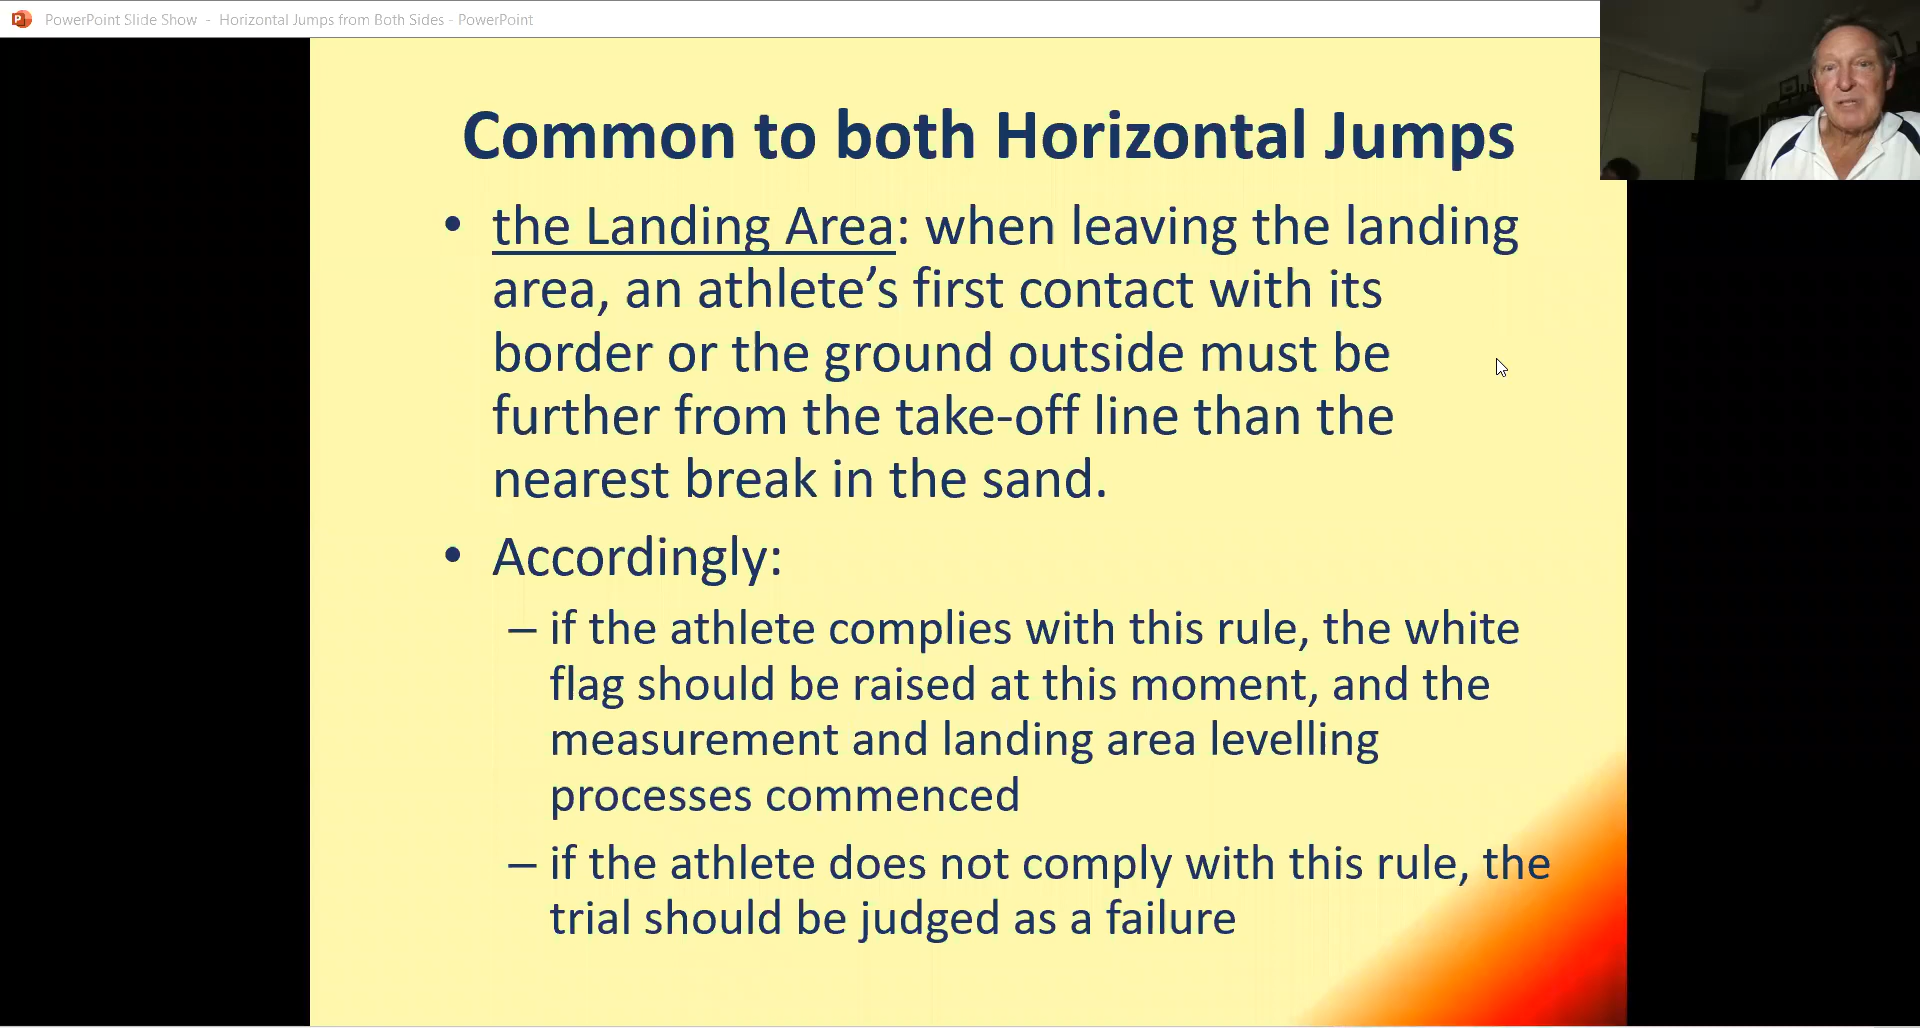 PowerPoint Slide Show - Horizontal Jumps from Both Sides - PowerPoint
Common to both Horizontal Jumps
• the Landing Area: when leaving the landing
area, an athlete’s first contact with its
border or the ground outside must be
further from the take-off line than the
nearest break in the sand.
• Accordingly:
– if the athlete complies with this rule, the white
flag should be raised at this moment, and the
measurement and landing area levelling
processes commenced
– if the athlete does not comply with this rule, the
trial should be judged as a failure